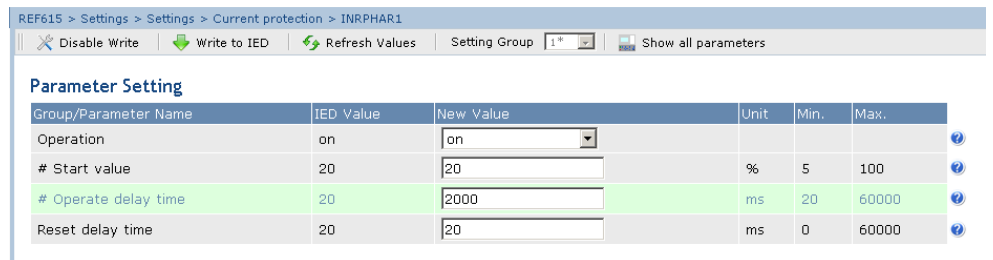 REF615 > Settings > Settings > Current protection > INRPHAR1
Disable Write Write to IED Refresh Values Setting Group 1* Show all parameters
Parameter Setting
Group/Parameter Name IED Value New Value Unit Min. Max.
Operation on on ?
# Start value 20 20 % 5 100 ?
# Operate delay time 20 2000 ms 20 60000 ?
Reset delay time 20 20 ms 0 60000 ?